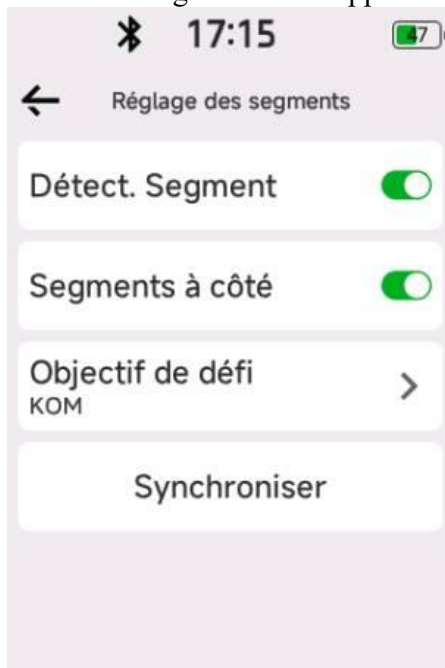 17:15
47
Réglage des segments
Détect. Segment
Segments à côté
Objectif de défi
KOM
Synchroniser